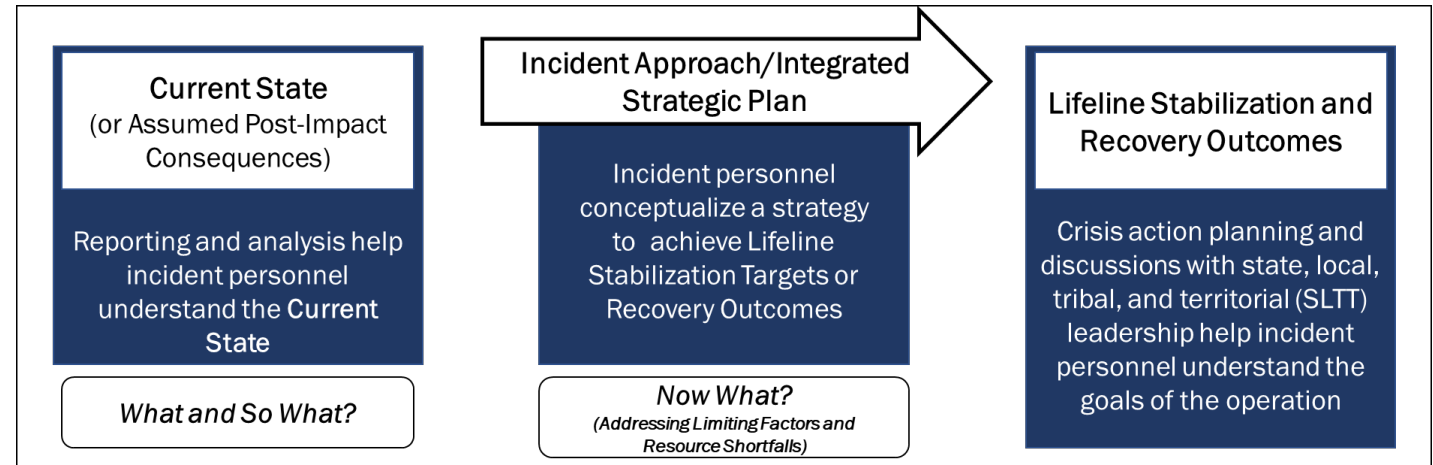 Current State
(or Assumed Post-Impact
Consequences)
Reporting and analysis help
incident personnel
understand the Current
State
What and So What?
Incident Approach/Integrated
Strategic Plan
Incident personnel
conceptualize a strategy
to achieve Lifeline
Stabilization Targets or
Recovery Outcomes
Now What?
(Addressing Limiting Factors and
Resource Shortfalls)
Lifeline Stabilization and
Recovery Outcomes
Crisis action planning and
discussions with state, local,
tribal, and territorial (SLTT)
leadership help incident
personnel understand the
goals of the operation